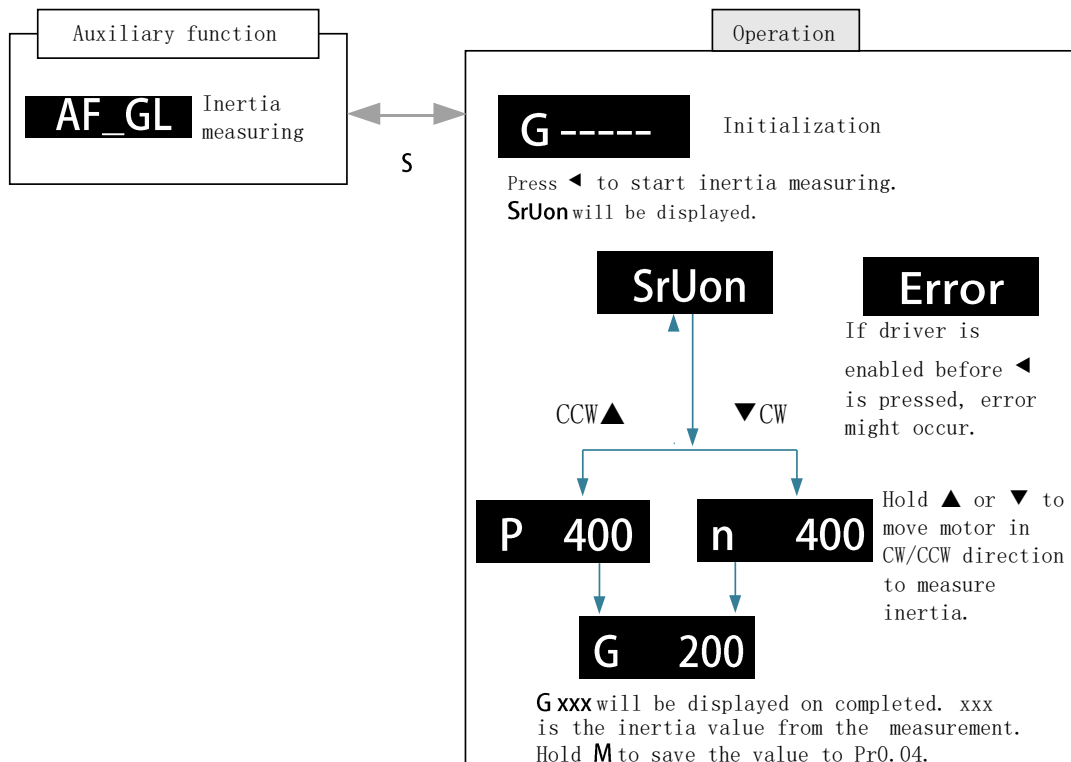 Auxiliary function
AF_GL
Inertia
measuring
S
Operation
G -----
Initialization
Press ◀ to start inertia measuring.
SrUon will be displayed.
SrUon
Error
If driver is
enabled before ◀
is pressed, error
might occur.
CCW▲
▼CW
P 400
n 400
Hold ▲ or ▼ to
move motor in
CW/CCW direction
to measure
inertia.
G 200
G xxx will be displayed on completed. xxx
is the inertia value from the measurement.
Hold M to save the value to Pr0.04.